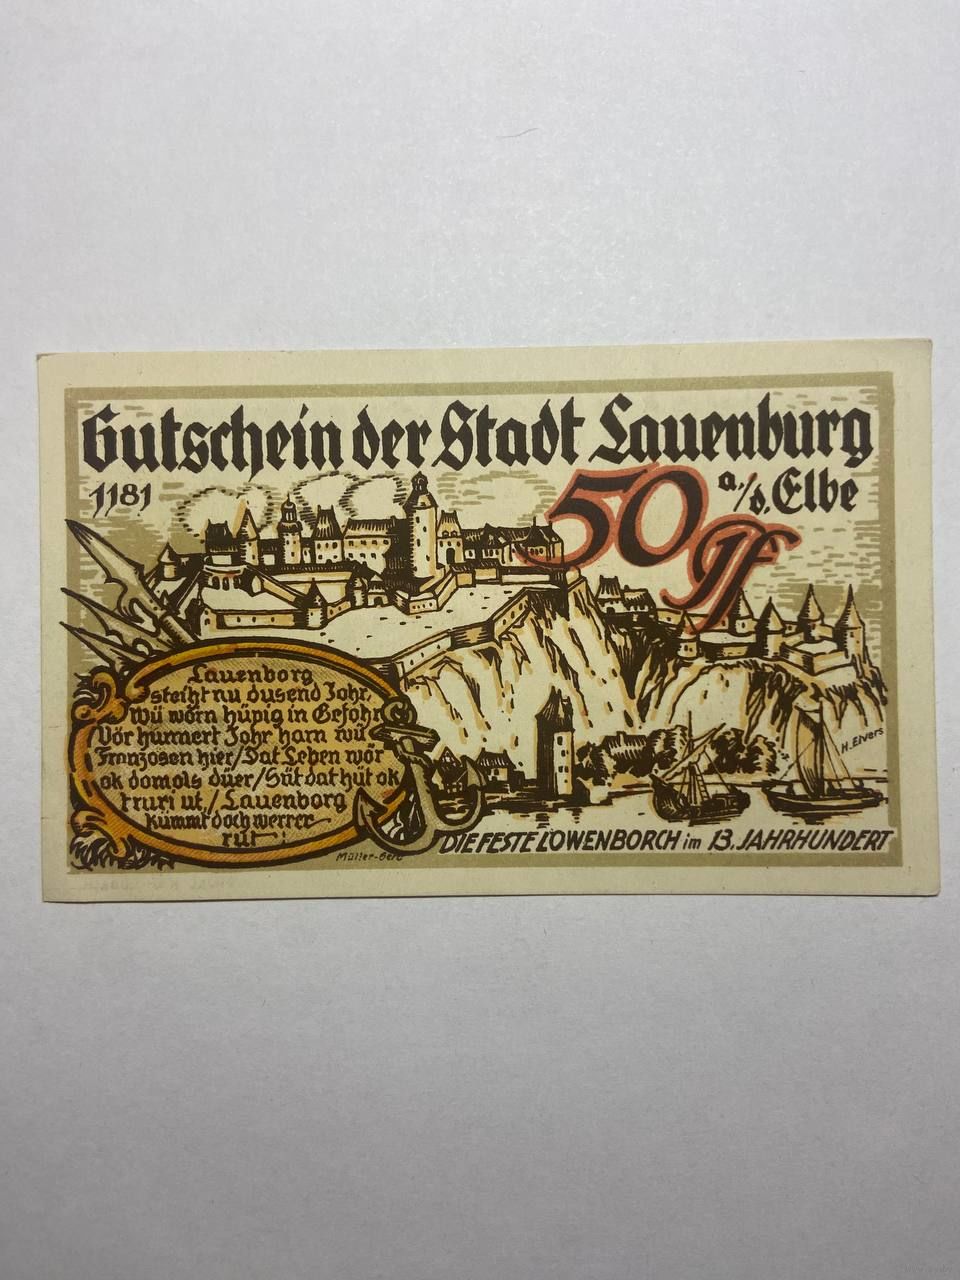 Gutschein der Stadt Lauenburg
1181
a./d. Elbe
50 Pf
Lauenborg
steiht nu dusend Johr,
Wü wörn hüpig in Gefohr
Vör hunnert Johr harn wü
Franzosen hier/Dat Leben wör
ok domols düer/Süt dat hüt ok
truri ut,/Lauenborg
kümmt doch werrer
rut !
H. Elvers
DIE FESTE LÖWENBORCH im 13. JAHRHUNDERT